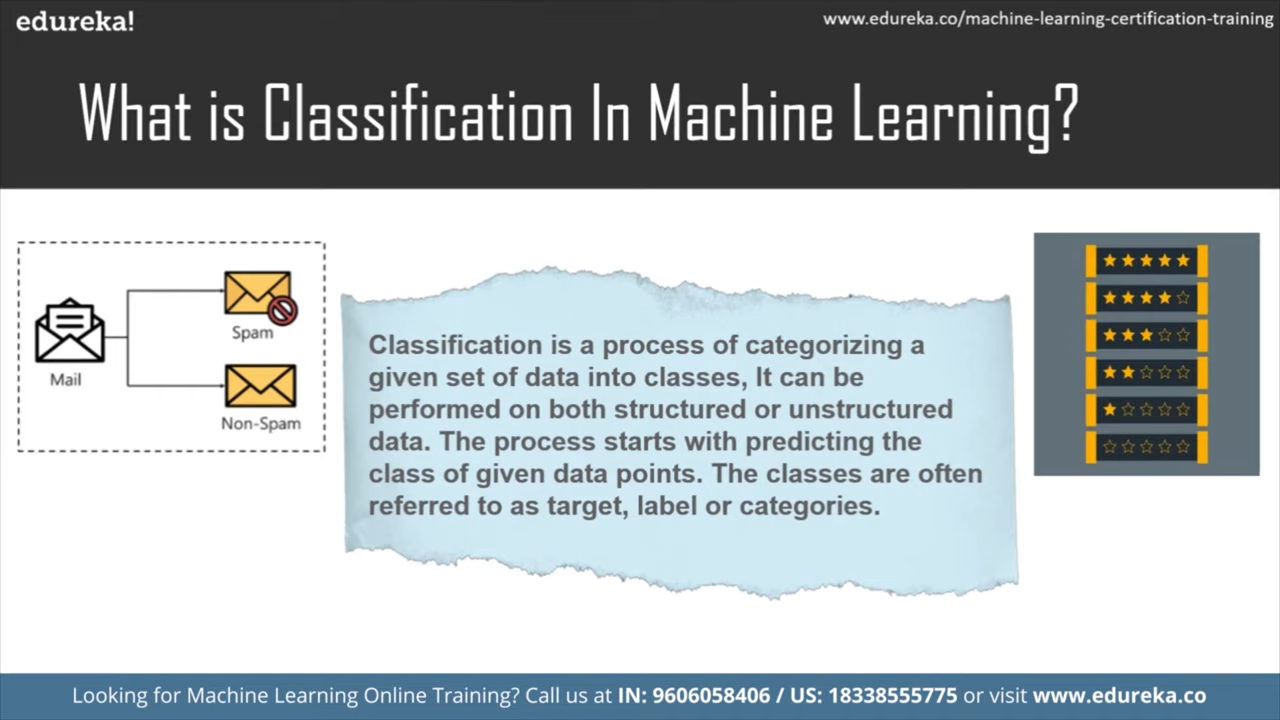 edureka!
www.edureka.co/machine-learning-certification-training
What is Classification In Machine Learning?
Mail
Spam
Non-Spam
Classification is a process of categorizing a
given set of data into classes, It can be
performed on both structured or unstructured
data. The process starts with predicting the
class of given data points. The classes are often
referred to as target, label or categories.
Looking for Machine Learning Online Training? Call us at IN: 9606058406 / US: 18338555775 or visit www.edureka.co